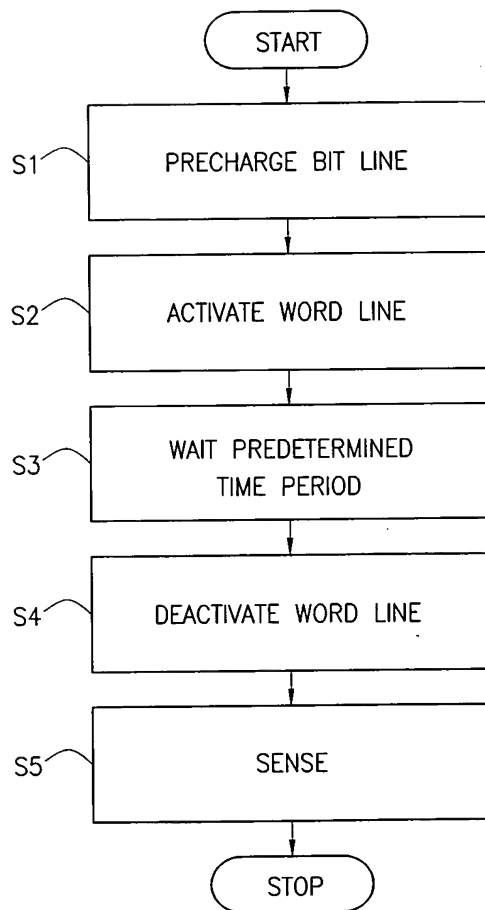 START
S1
PRECHARGE BIT LINE
S2
ACTIVATE WORD LINE
S3
WAIT PREDETERMINED
TIME PERIOD
S4
DEACTIVATE WORD LINE
S5
SENSE
STOP